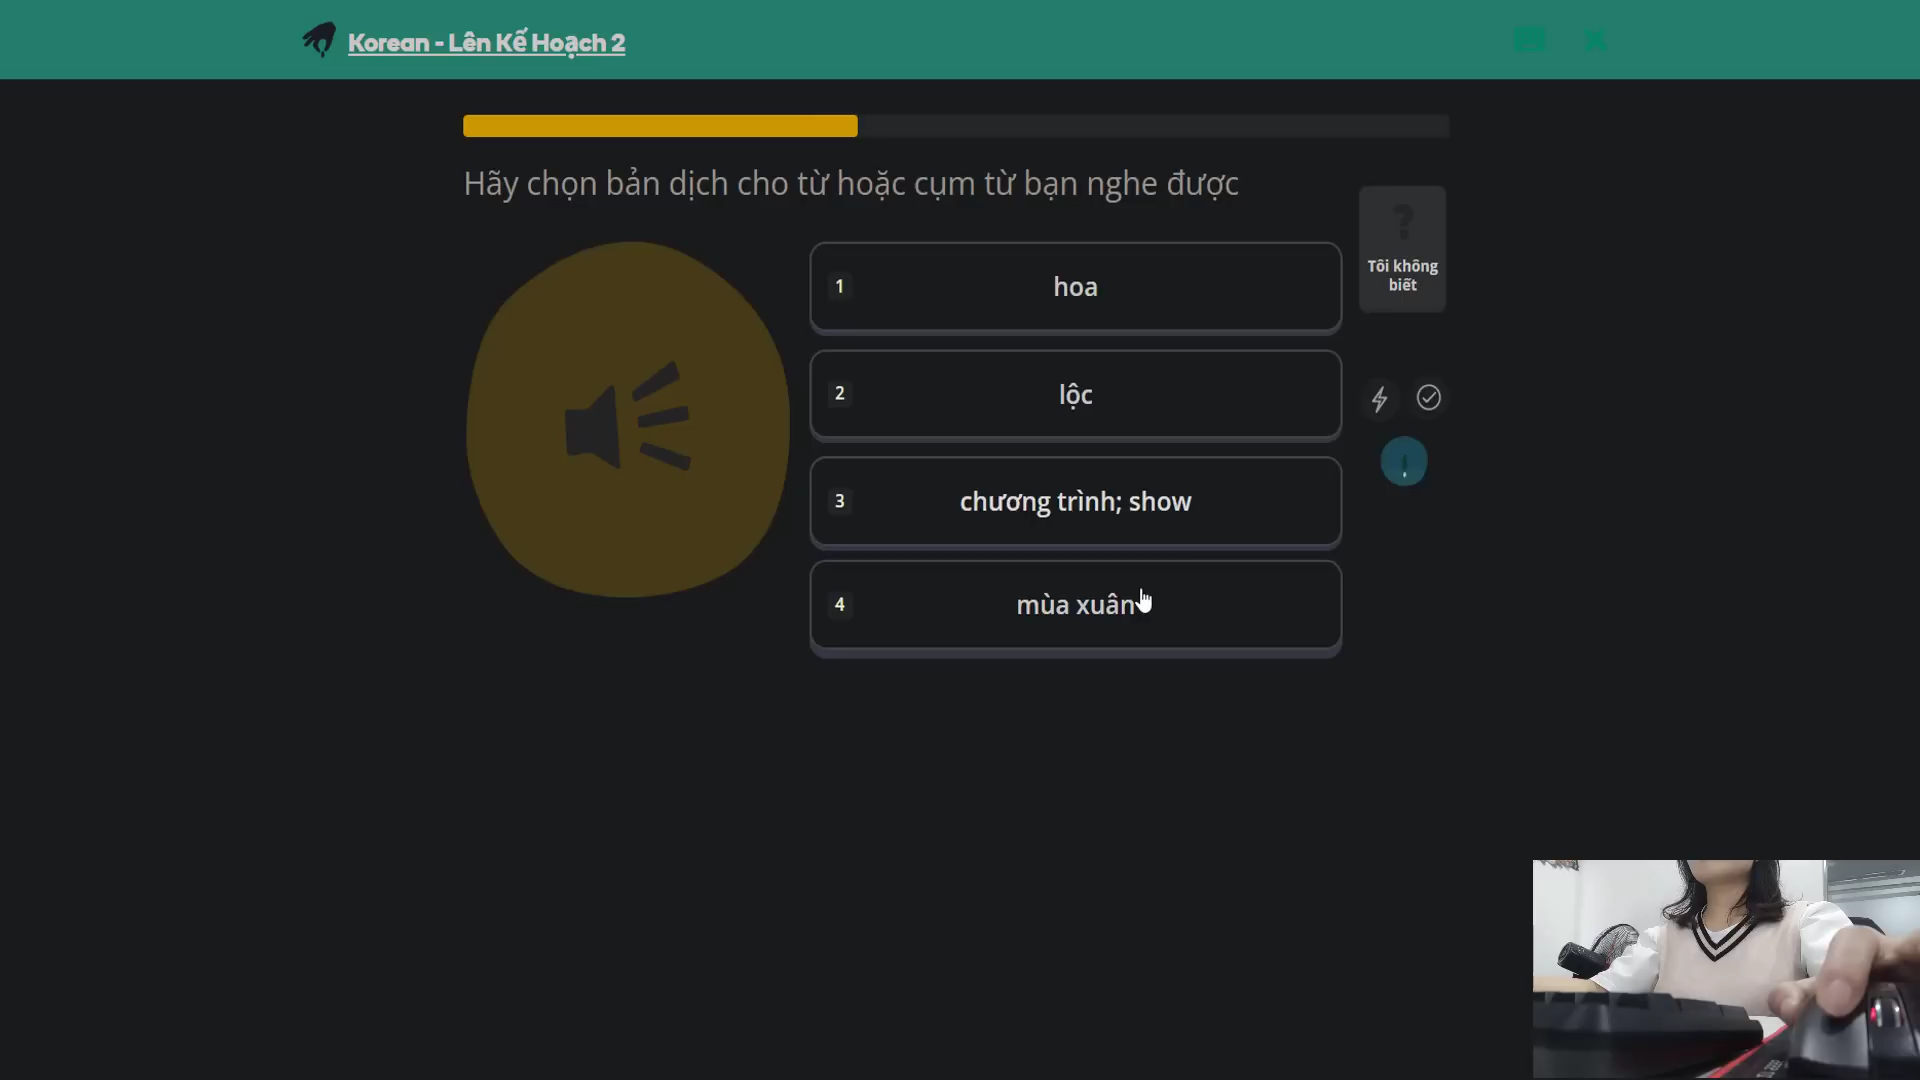 Korean - Lên Kế Hoạch 2
Hãy chọn bản dịch cho từ hoặc cụm từ bạn nghe được
?
Tôi không
biết
1 hoa
2 lộc
3 chương trình; show
4 mùa xuân